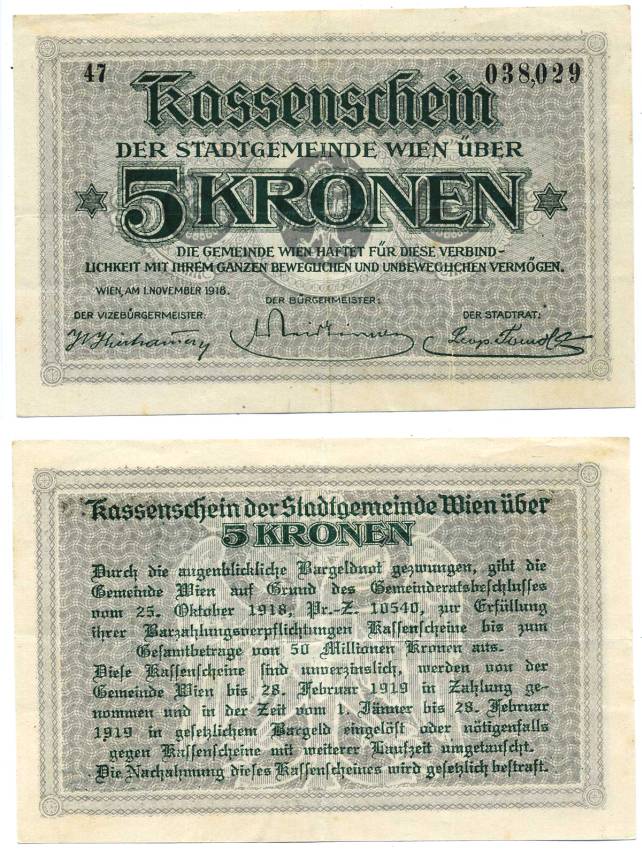 47 038,029
Kassenschein
DER STADTGEMEINDE WIEN ÜBER
5 KRONEN
DIE GEMEINDE WIEN HAFTET FÜR DIESE VERBIND-
LICHKEIT MIT IHREM GANZEN BEWEGLICHEN UND UNBEWEGLICHEN VERMÖGEN.
WIEN, AM 1. NOVEMBER 1918.
DER VIZEBÜRGERMEISTER: DER BÜRGERMEISTER: DER STADTRAT:
Kassenschein der Stadtgemeinde Wien über
5 KRONEN
Durch die augenblickliche Bargeldnot gezwungen, gibt die
Gemeinde Wien auf Grund des Gemeinderatsbeschlusses
vom 25. Oktober 1918, Pr.-Z. 10540, zur Erfüllung
ihrer Barzahlungsverpflichtungen Kassenscheine bis zum
Gesamtbetrage von 50 Millionen Kronen aus.
Diese Kassenscheine sind unverzinslich, werden von der
Gemeinde Wien bis 28. Februar 1919 in Zahlung ge-
nommen und in der Zeit vom 1. Jänner bis 28. Februar
1919 in gesetzlichem Bargeld eingelöst oder nötigenfalls
gegen Kassenscheine mit weiterer Laufzeit umgetauscht.
Die Nachahmung dieses Kassenscheines wird gesetzlich bestraft.